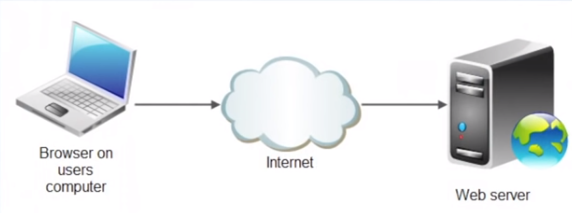 Browser on
users
computer
Internet
Web server